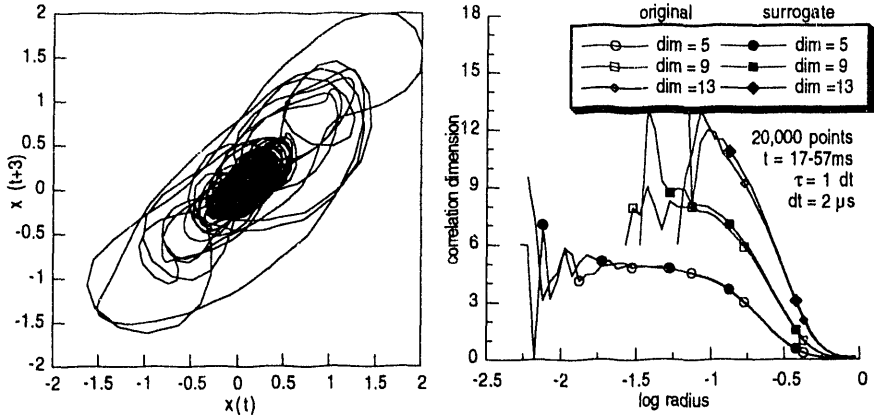 2
1.5
1
0.5
0
-0.5
-1
-1.5
-2
x (t+3)
-2 -1.5 -1 -0.5 0 0.5 1 1.5 2
x(t)
original surrogate
dim = 5 dim = 5
dim = 9 dim = 9
dim = 13 dim = 13
20,000 points
t = 17-57ms
τ = 1 dt
dt = 2 µs
18
15
12
9
6
3
0
correlation dimension
-2.5 -2 -1.5 -1 -0.5 0
log radius